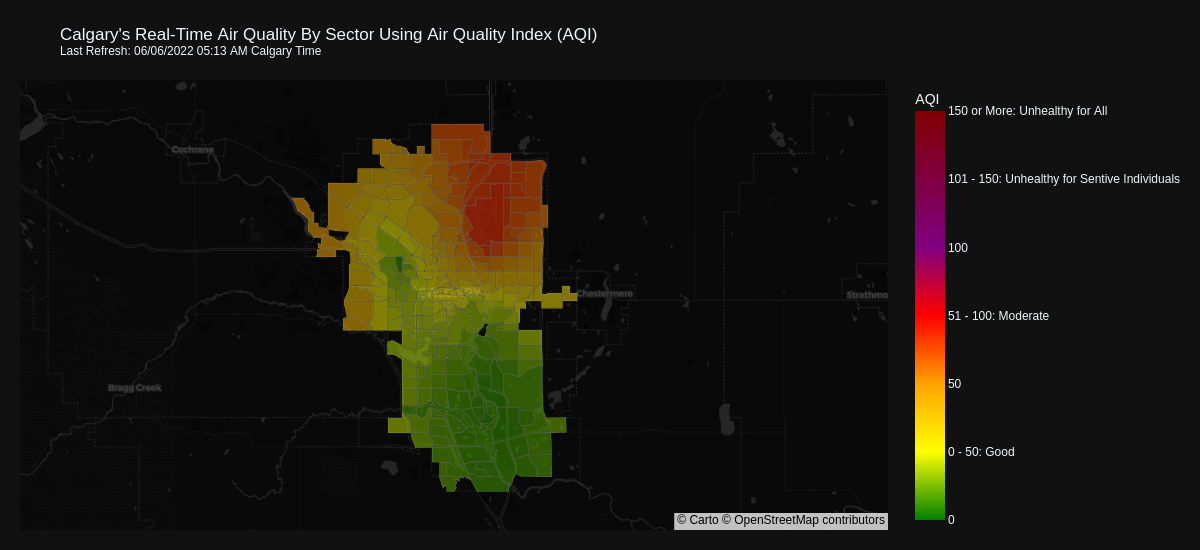 Calgary's Real-Time Air Quality By Sector Using Air Quality Index (AQI)
Last Refresh: 06/06/2022 05:13 AM Calgary Time
AQI
150 or More: Unhealthy for All
101 - 150: Unhealthy for Sentive Individuals
100
51 - 100: Moderate
50
0 - 50: Good
0
Cochrane
Chestermere
Strathmo
Bragg Creek
© Carto © OpenStreetMap contributors